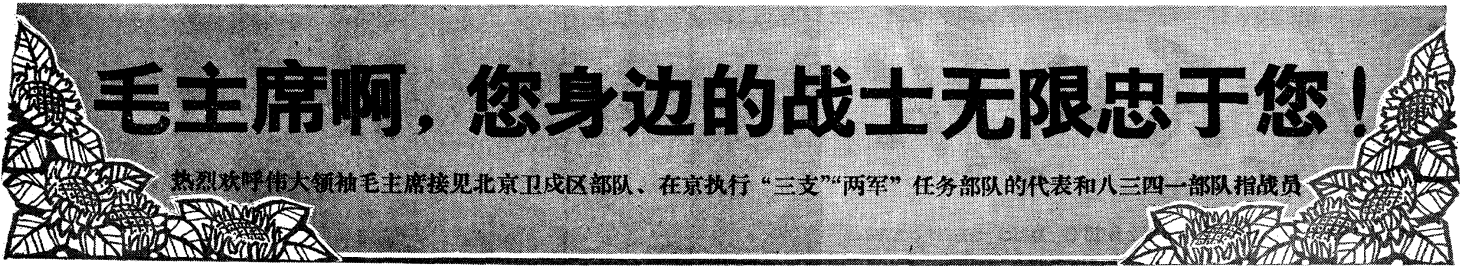 毛主席啊，您身边的战士无限忠于您！
热烈欢呼伟大领袖毛主席接见北京卫戍区部队、在京执行“三支”“两军”任务部队的代表和八三四一部队指战员